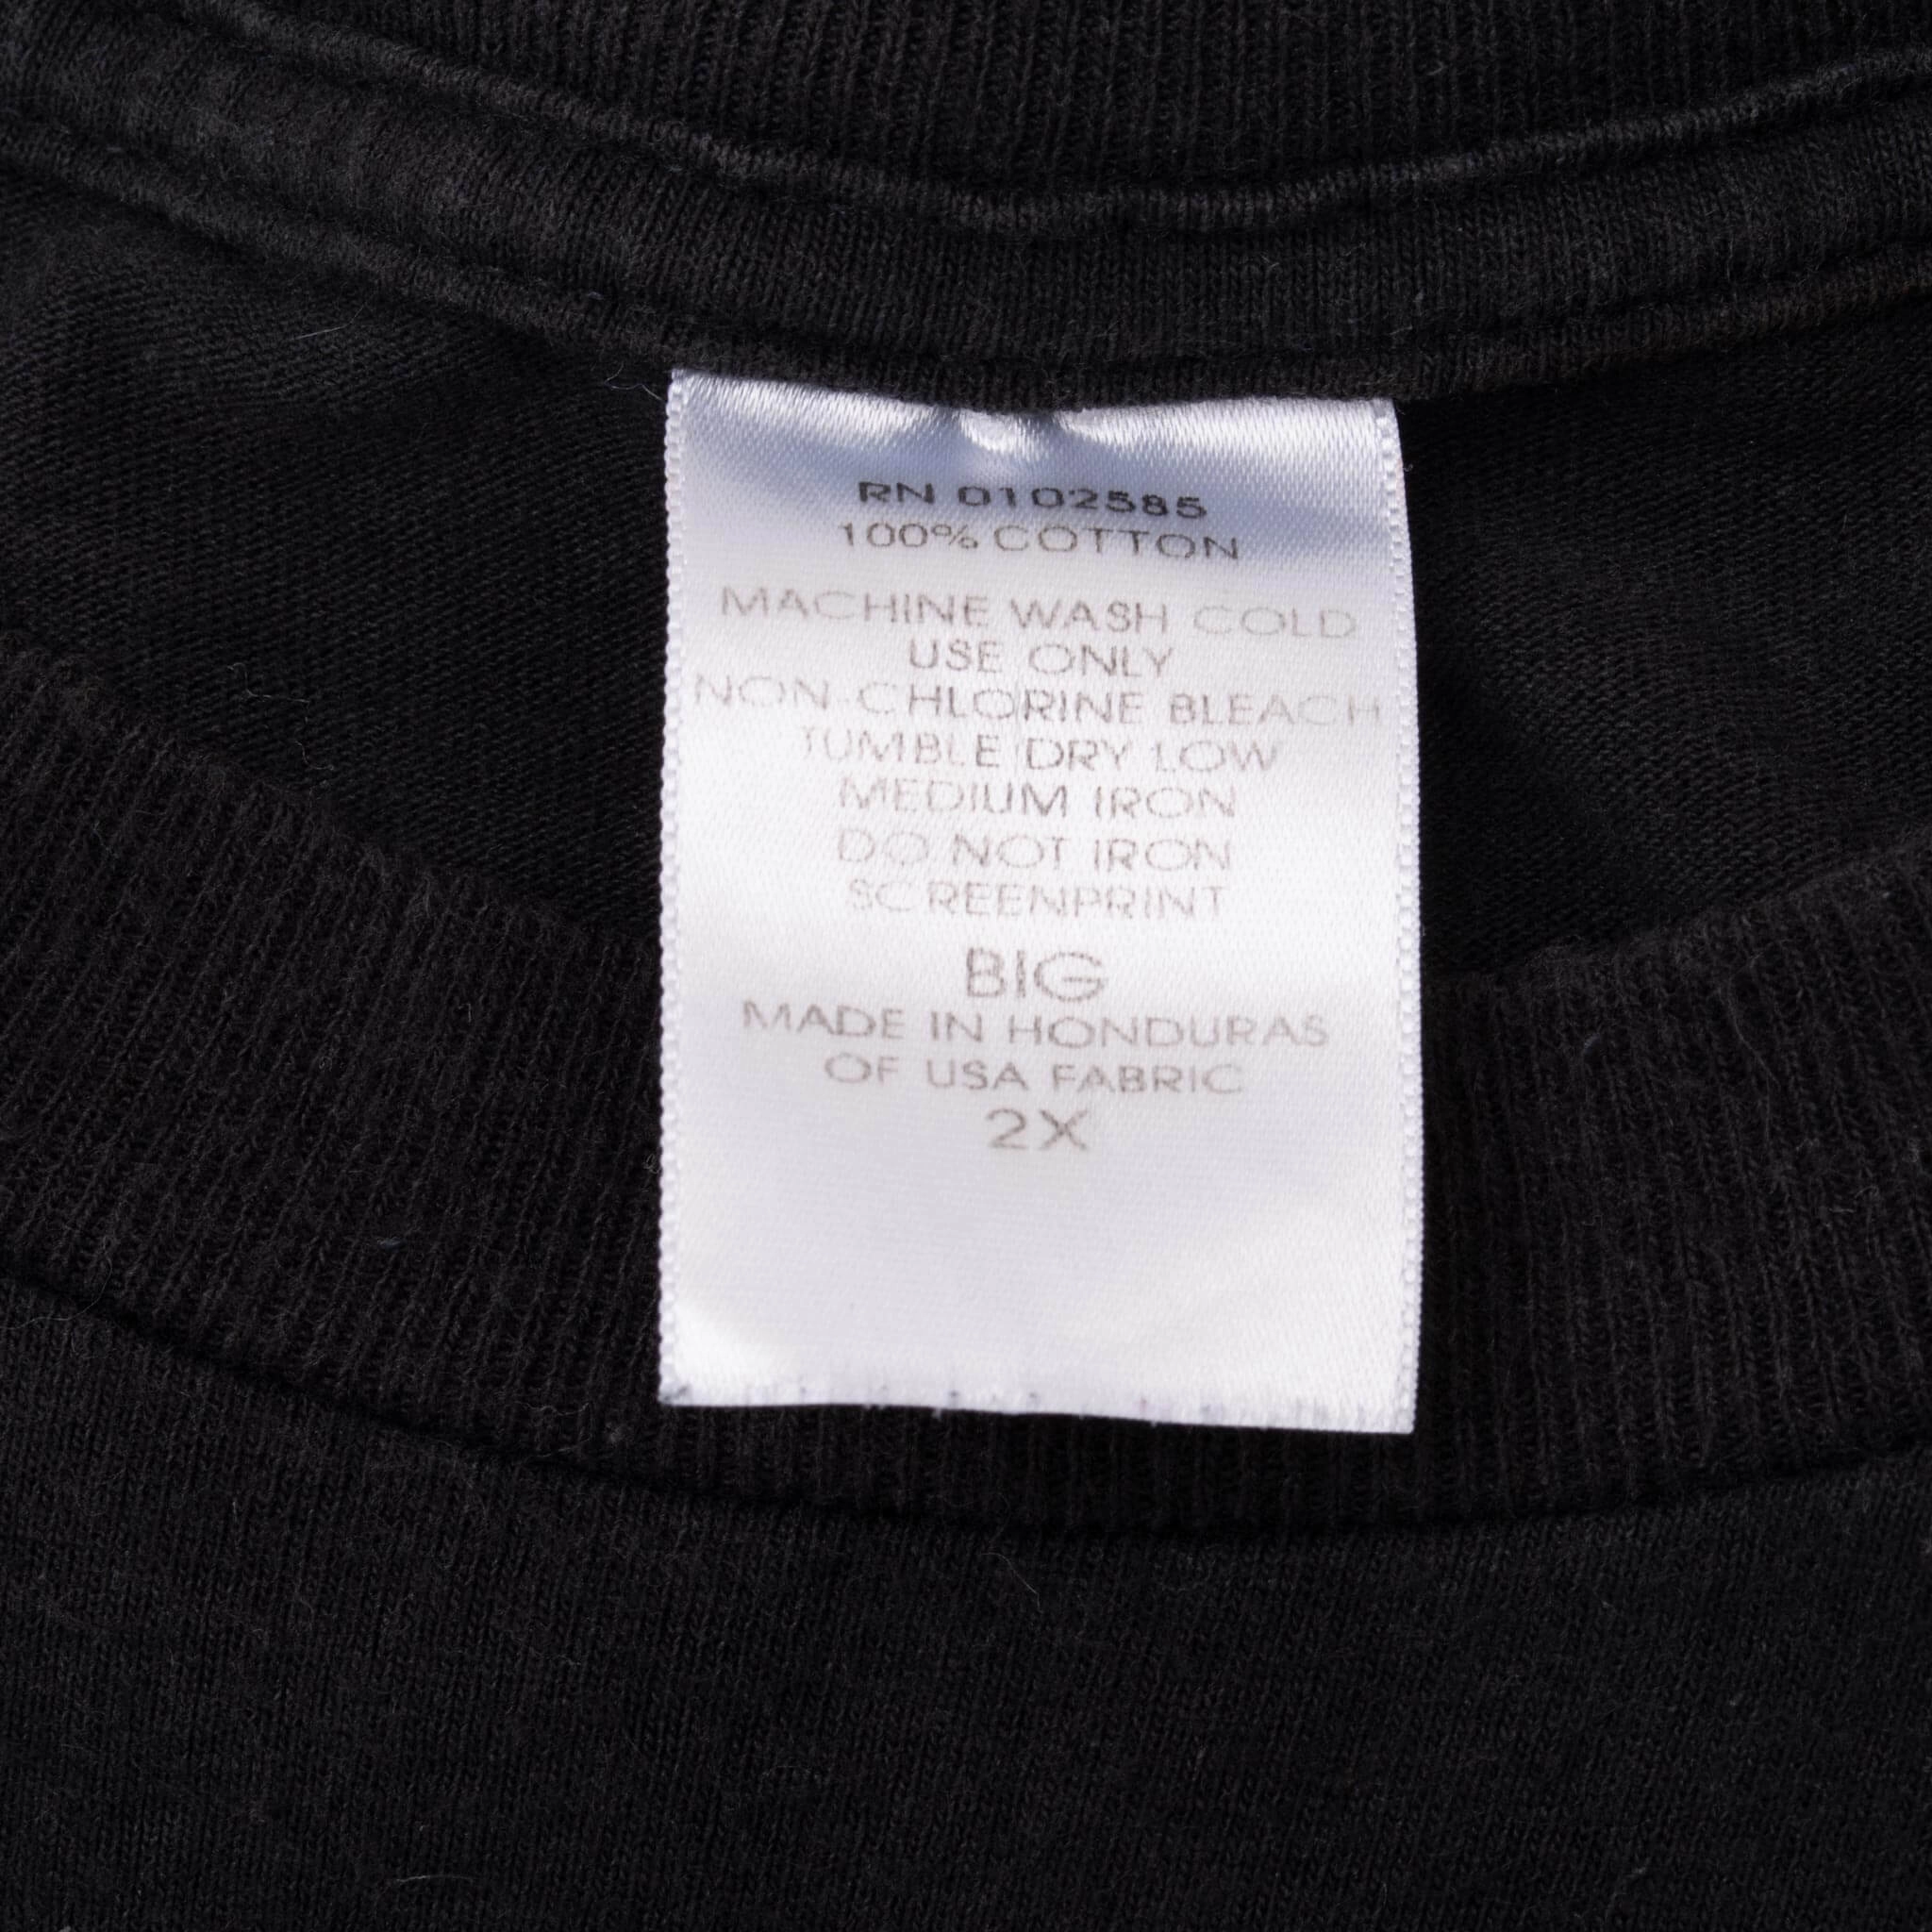 RN 0102585
100% COTTON
MACHINE WASH COLD
USE ONLY
NON-CHLORINE BLEACH
TUMBLE DRY LOW
MEDIUM IRON
DO NOT IRON
SCREENPRINT
BIG
MADE IN HONDURAS
OF USA FABRIC
2X